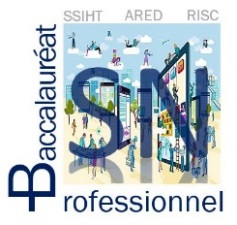 SSIHT ARED RISC
Baccalauréat
SN
Professionnel